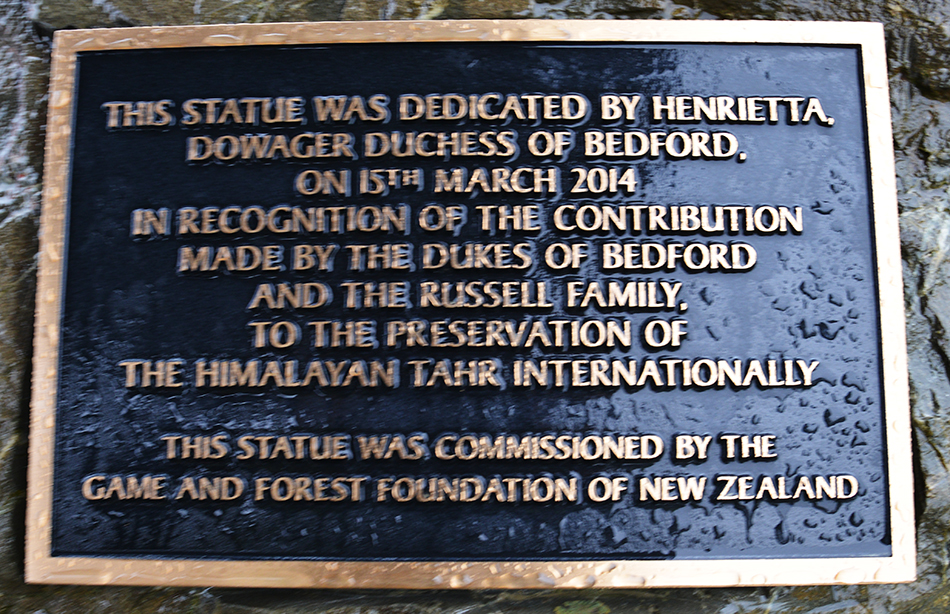 THIS STATUE WAS DEDICATED BY HENRIETTA,
DOWAGER DUCHESS OF BEDFORD,
ON 15TH MARCH 2014
IN RECOGNITION OF THE CONTRIBUTION
MADE BY THE DUKES OF BEDFORD
AND THE RUSSELL FAMILY,
TO THE PRESERVATION OF
THE HIMALAYAN TAHR INTERNATIONALLY
THIS STATUE WAS COMMISSIONED BY THE
GAME AND FOREST FOUNDATION OF NEW ZEALAND